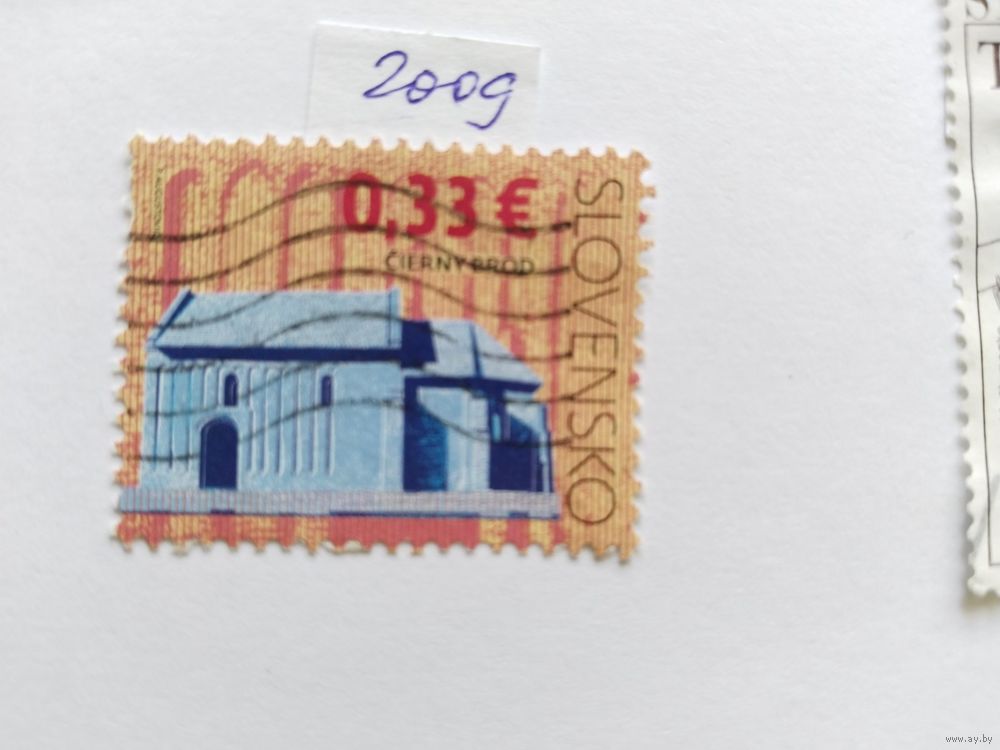 2009
0,33 €
ČIERNY BROD
SLOVENSKO
S
T
www.ay.by